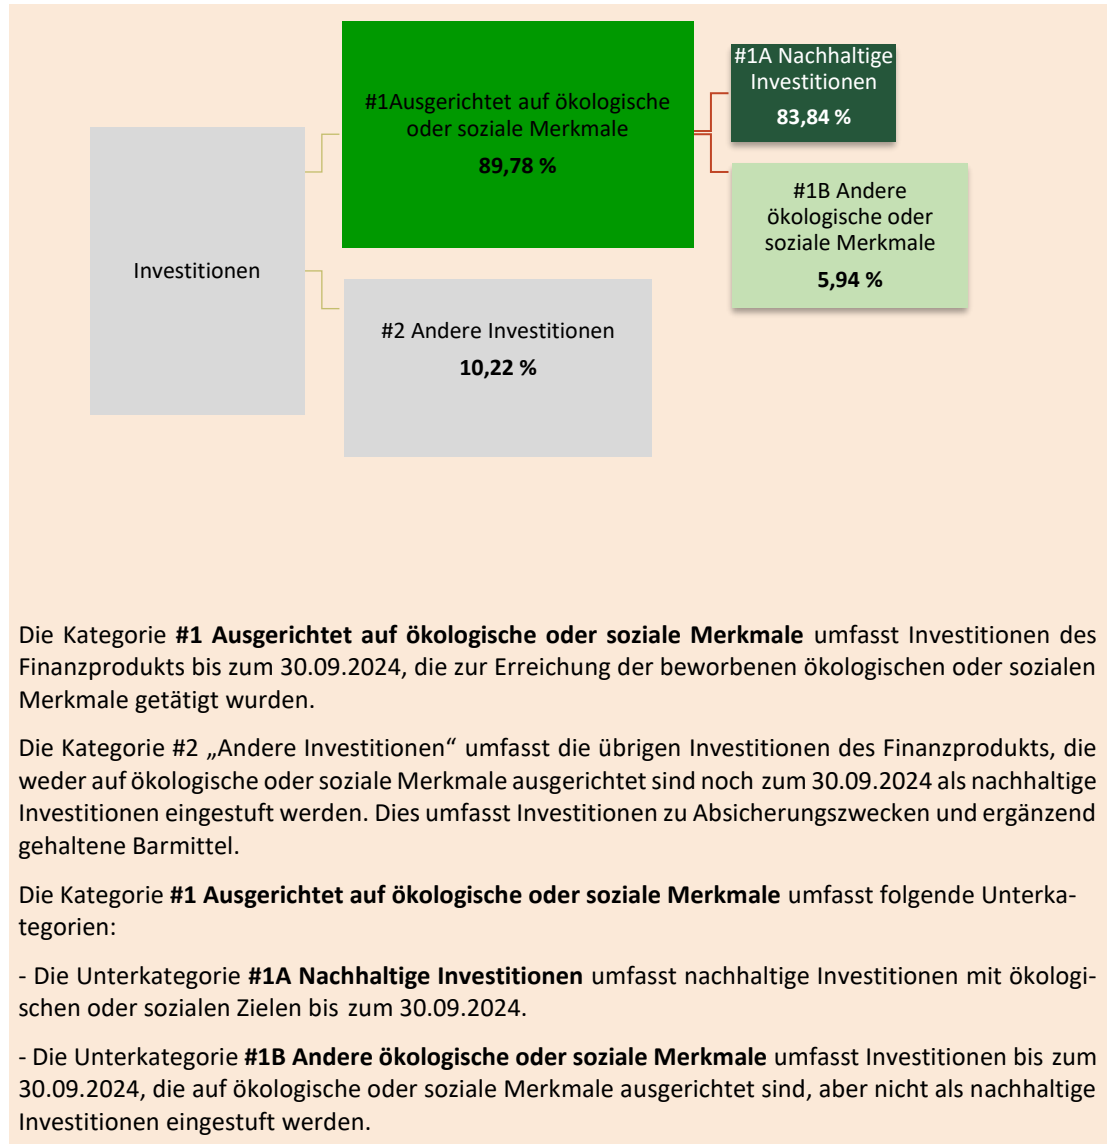 #1Ausgerichtet auf ökologische
oder soziale Merkmale
89,78 %
#1A Nachhaltige
Investitionen
83,84 %
#1B Andere
ökologische oder
soziale Merkmale
5,94 %
Investitionen
#2 Andere Investitionen
10,22 %
Die Kategorie #1 Ausgerichtet auf ökologische oder soziale Merkmale umfasst Investitionen des
Finanzprodukts bis zum 30.09.2024, die zur Erreichung der beworbenen ökologischen oder sozialen
Merkmale getätigt wurden.
Die Kategorie #2 „Andere Investitionen“ umfasst die übrigen Investitionen des Finanzprodukts, die
weder auf ökologische oder soziale Merkmale ausgerichtet sind noch zum 30.09.2024 als nachhaltige
Investitionen eingestuft werden. Dies umfasst Investitionen zu Absicherungszwecken und ergänzend
gehaltene Barmittel.
Die Kategorie #1 Ausgerichtet auf ökologische oder soziale Merkmale umfasst folgende Unterka-
tegorien:
- Die Unterkategorie #1A Nachhaltige Investitionen umfasst nachhaltige Investitionen mit ökologi-
schen oder sozialen Zielen bis zum 30.09.2024.
- Die Unterkategorie #1B Andere ökologische oder soziale Merkmale umfasst Investitionen bis zum
30.09.2024, die auf ökologische oder soziale Merkmale ausgerichtet sind, aber nicht als nachhaltige
Investitionen eingestuft werden.